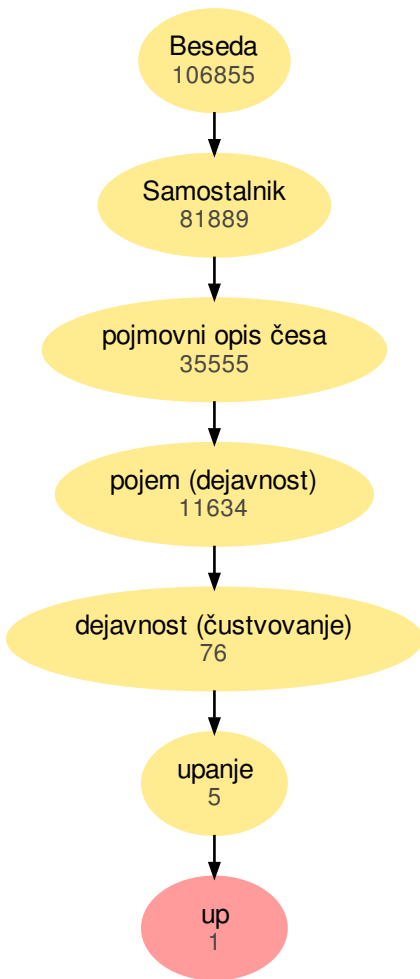 Beseda
106855
Samostalnik
81889
pojmovni opis česa
35555
pojem (dejavnost)
11634
dejavnost (čustvovanje)
76
upanje
5
up
1